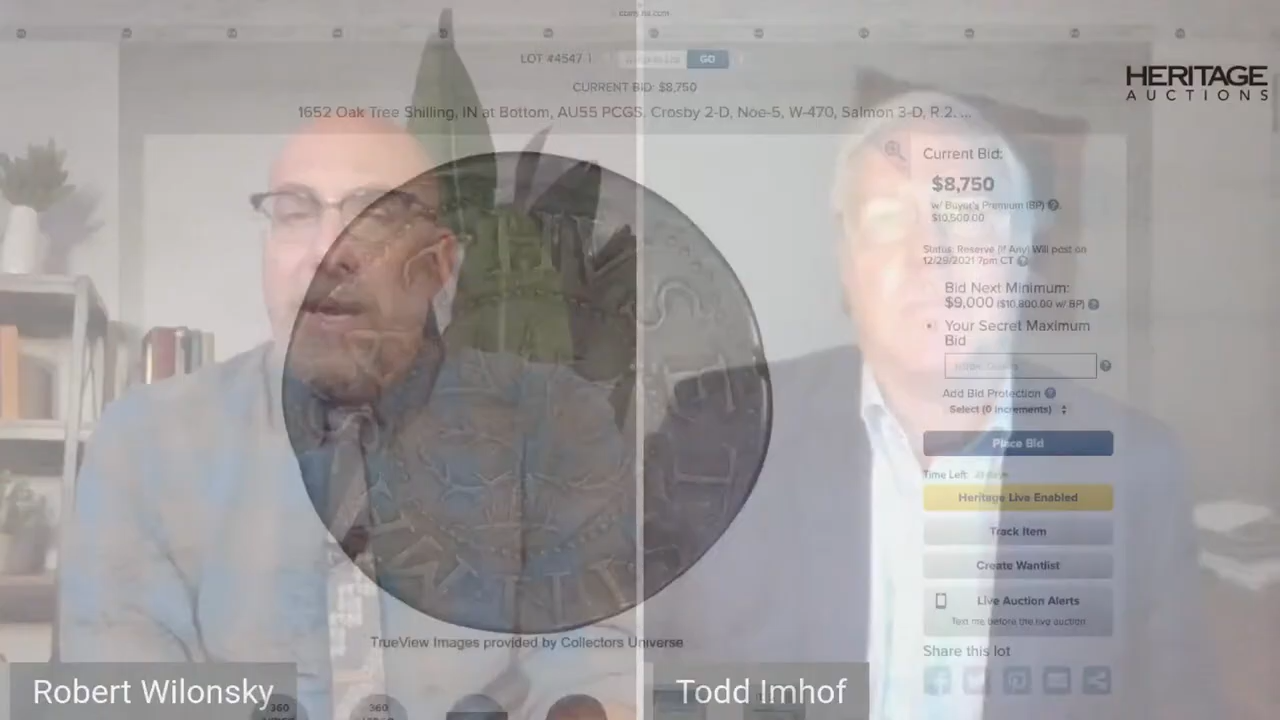 coins.ha.com
LOT #4547
GO
CURRENT BID: $8,750
1652 Oak Tree Shilling, IN at Bottom, AU55 PCGS. Crosby 2-D, Noe-5, W-470, Salmon 3-D, R.2. ...
HERITAGE
AUCTIONS
Current Bid:
$8,750
w/ Buyer's Premium (BP)
$10,500.00
Status: Reserve (If Any) Will post on
12/29/2021 7pm CT
Bid Next Minimum:
$9,000 ($10,800.00 w/ BP)
Your Secret Maximum
Bid
Add Bid Protection
Select (0 increments)
Place Bid
Time Left:
Heritage Live Enabled
Track Item
Create Wantlist
Live Auction Alerts
Text me before the live auction
Share this lot
TrueView Images provided by Collectors Universe
Robert Wilonsky
Todd Imhof
360
360